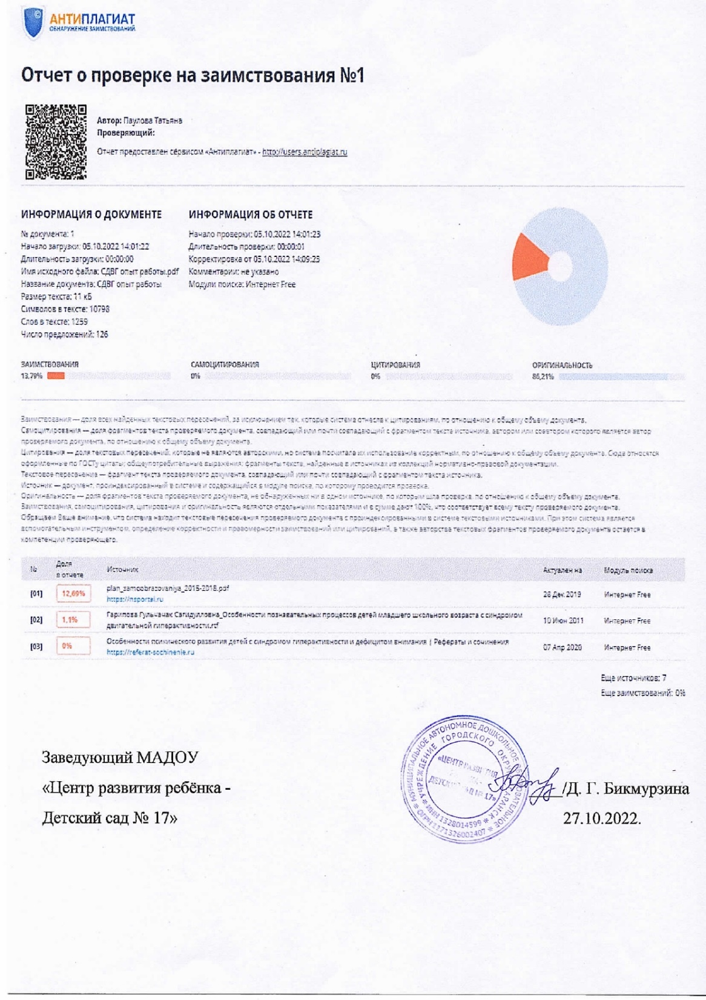 АНТИПЛАГИАТ
ОБНАРУЖЕНИЕ ЗАИМСТВОВАНИЙ
Отчет о проверке на заимствования №1
Автор: Паулова Татьяна
Проверяющий:
Отчет предоставлен сервисом «Антиплагиат» - http://users.antiplagiat.ru
ИНФОРМАЦИЯ О ДОКУМЕНТЕ
№ документа: 1
Начало загрузки: 05.10.2022 14:01:22
Длительность загрузки: 00:00:00
Имя исходного файла: СДВГ опыт работы.pdf
Название документа: СДВГ опыт работы
Размер текста: 11 кБ
Символов в тексте: 10798
Слов в тексте: 1259
Число предложений: 126
ИНФОРМАЦИЯ ОБ ОТЧЕТЕ
Начало проверки: 05.10.2022 14:01:23
Длительность проверки: 00:00:01
Корректировка от 05.10.2022 14:09:25
Комментарии: не указано
Модули поиска: Интернет Free
ЗАИМСТВОВАНИЯ
13,79%
САМОЦИТИРОВАНИЯ
0%
ЦИТИРОВАНИЯ
0%
ОРИГИНАЛЬНОСТЬ
86,21%
Заимствования — доля всех найденных текстовых пересечений, за исключением тех, которые система отнесла к цитированиям, по отношению к общему объему документа.
Самоцитирования — доля фрагментов текста проверяемого документа, совпадающий или почти совпадающий с фрагментом текста источника, автором или соавтором которого является автор
проверяемого документа, по отношению к общему объему документа.
Цитирования — доля текстовых пересечений, которые не являются авторскими, но система посчитала их использование корректным, по отношению к общему объему документа. Сюда относятся
оформленные по ГОСТу цитаты; общеупотребительные выражения; фрагменты текста, найденные в источниках из коллекций нормативно-правовой документации.
Текстовое пересечение — фрагмент текста проверяемого документа, совпадающий или почти совпадающий с фрагментом текста источника.
Источник — документ, проиндексированный в системе и содержащийся в модуле поиска, по которому проводится проверка.
Оригинальность — доля фрагментов текста проверяемого документа, не обнаруженных ни в одном источнике, по которым шла проверка, по отношению к общему объему документа.
Заимствования, самоцитирования, цитирования и оригинальность являются отдельными показателями и в сумме дают 100%, что соответствует всему тексту проверяемого документа.
Обращаем Ваше внимание, что система находит текстовые пересечения проверяемого документа с проиндексированными в системе текстовыми источниками. При этом система является
вспомогательным инструментом, определение корректности и правомерности заимствований или цитирований, а также авторства текстовых фрагментов проверяемого документа остается в
компетенции проверяющего.
№ Доля в отчете Источник Актуален на Модуль поиска
[01] 12,69% plan_samoobrazovaniya_2015-2018.pdf 26 Дек 2019 Интернет Free
https://nsportal.ru
[02] 1,1% Гарипова Гульчачак Сагидулловна_Особенности познавательных процессов детей младшего школьного возраста с синдромом 10 Июн 2011 Интернет Free
двигательной гиперактивности.rtf
[03] 0% Особенности психического развития детей с синдромом гиперактивности и дефицитом внимания | Рефераты и сочинения 07 Апр 2020 Интернет Free
https://referat-sochinenie.ru
Еще источников: 7
Еще заимствований: 0%
Заведующий МАДОУ
«Центр развития ребёнка -
Детский сад № 17»
МУНИЦИПАЛЬНОЕ АВТОНОМНОЕ ДОШКОЛЬНОЕ ОБРАЗОВАТЕЛЬНОЕ
УЧРЕЖДЕНИЕ ГОРОДСКОГО ОКРУГА САРАНСК
«ЦЕНТР РАЗВИТИЯ
ДЕТСКИЙ САД № 17»
ИНН 1328014599
ОГРН 1171326002407
/Д. Г. Бикмурзина
27.10.2022.